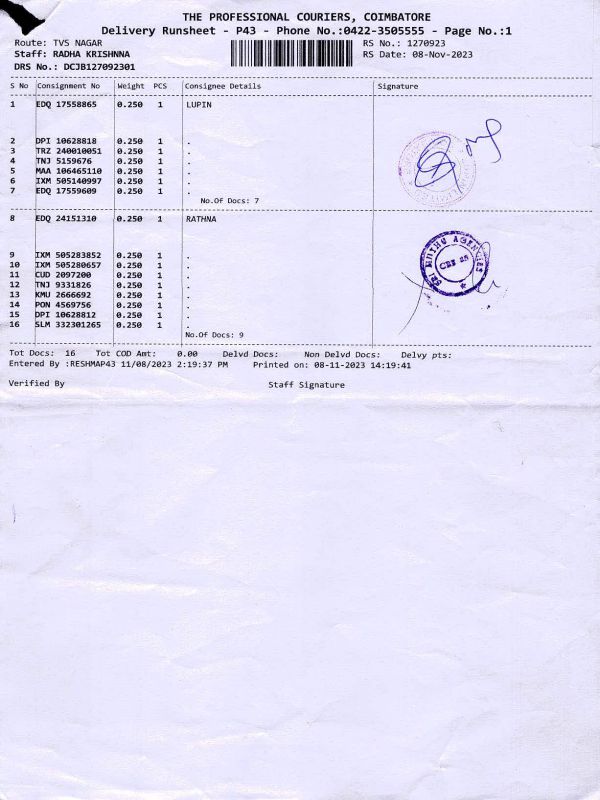 THE PROFESSIONAL COURIERS, COIMBATORE
Delivery Runsheet - P43 - Phone No.:0422-3505555 - Page No.:1
Route: TVS NAGAR RS No.: 1270923
Staff: RADHA KRISHNNA RS Date: 08-Nov-2023
DRS No.: DCJB127092301
S No Consignment No Weight PCS Consignee Details Signature
1 EDQ 17558865 0.250 1 LUPIN
2 DPI 10628818 0.250 1 .
3 TRZ 240010051 0.250 1 .
4 TNJ 5159676 0.250 1 .
5 MAA 106465110 0.250 1 .
6 IXM 505140997 0.250 1 .
7 EDQ 17559609 0.250 1 .
No.Of Docs: 7
8 EDQ 24151310 0.250 1 RATHNA
SRI MUTHU AGENCIES
CBE 25
9 IXM 505283852 0.250 1 .
10 IXM 505280657 0.250 1 .
11 CUD 2097200 0.250 1 .
12 TNJ 9331826 0.250 1 .
13 KMU 2666692 0.250 1 .
14 PON 4569756 0.250 1 .
15 DPI 10628812 0.250 1 .
16 SLM 332301265 0.250 1 .
No.Of Docs: 9
Tot Docs: 16 Tot COD Amt: 0.00 Delvd Docs: Non Delvd Docs: Delvy pts:
Entered By :RESHMAP43 11/08/2023 2:19:37 PM Printed on: 08-11-2023 14:19:41
Verified By Staff Signature